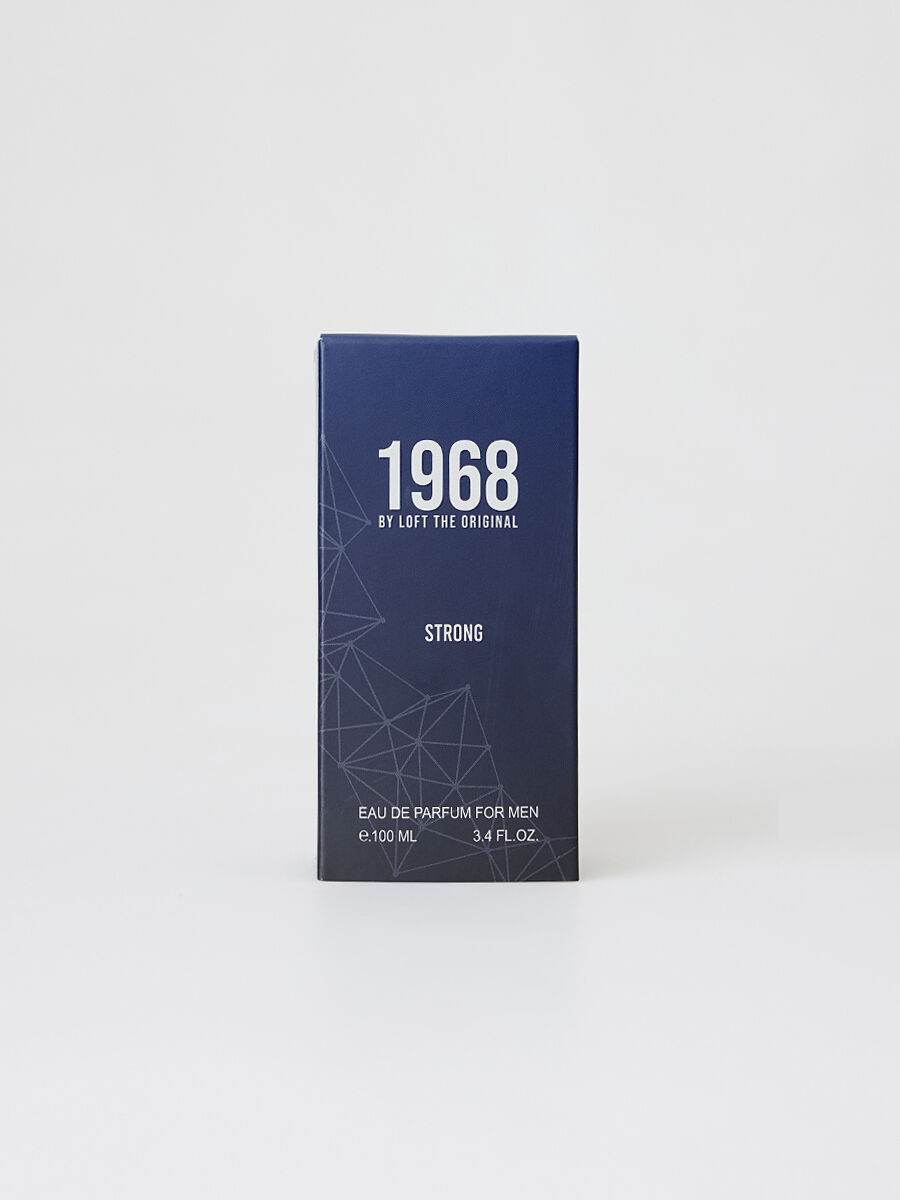 1968
BY LOFT THE ORIGINAL
STRONG
EAU DE PARFUM FOR MEN
℮.100 ML 3.4 FL.OZ.